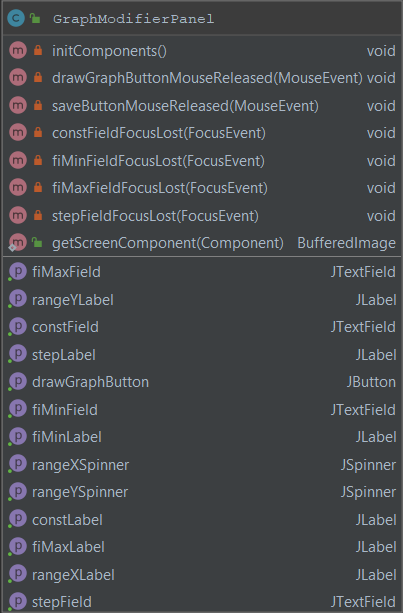 C GraphModifierPanel
m initComponents() void
m drawGraphButtonMouseReleased(MouseEvent) void
m saveButtonMouseReleased(MouseEvent) void
m constFieldFocusLost(FocusEvent) void
m fiMinFieldFocusLost(FocusEvent) void
m fiMaxFieldFocusLost(FocusEvent) void
m stepFieldFocusLost(FocusEvent) void
m getScreenComponent(Component) BufferedImage
p fiMaxField JTextField
p rangeYLabel JLabel
p constField JTextField
p stepLabel JLabel
p drawGraphButton JButton
p fiMinField JTextField
p fiMinLabel JLabel
p rangeXSpinner JSpinner
p rangeYSpinner JSpinner
p constLabel JLabel
p fiMaxLabel JLabel
p rangeXLabel JLabel
p stepField JTextField